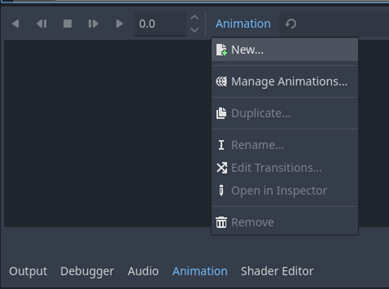 0.0 Animation
New...
Manage Animations...
Duplicate...
Rename...
Edit Transitions...
Open in Inspector
Remove
Output Debugger Audio Animation Shader Editor